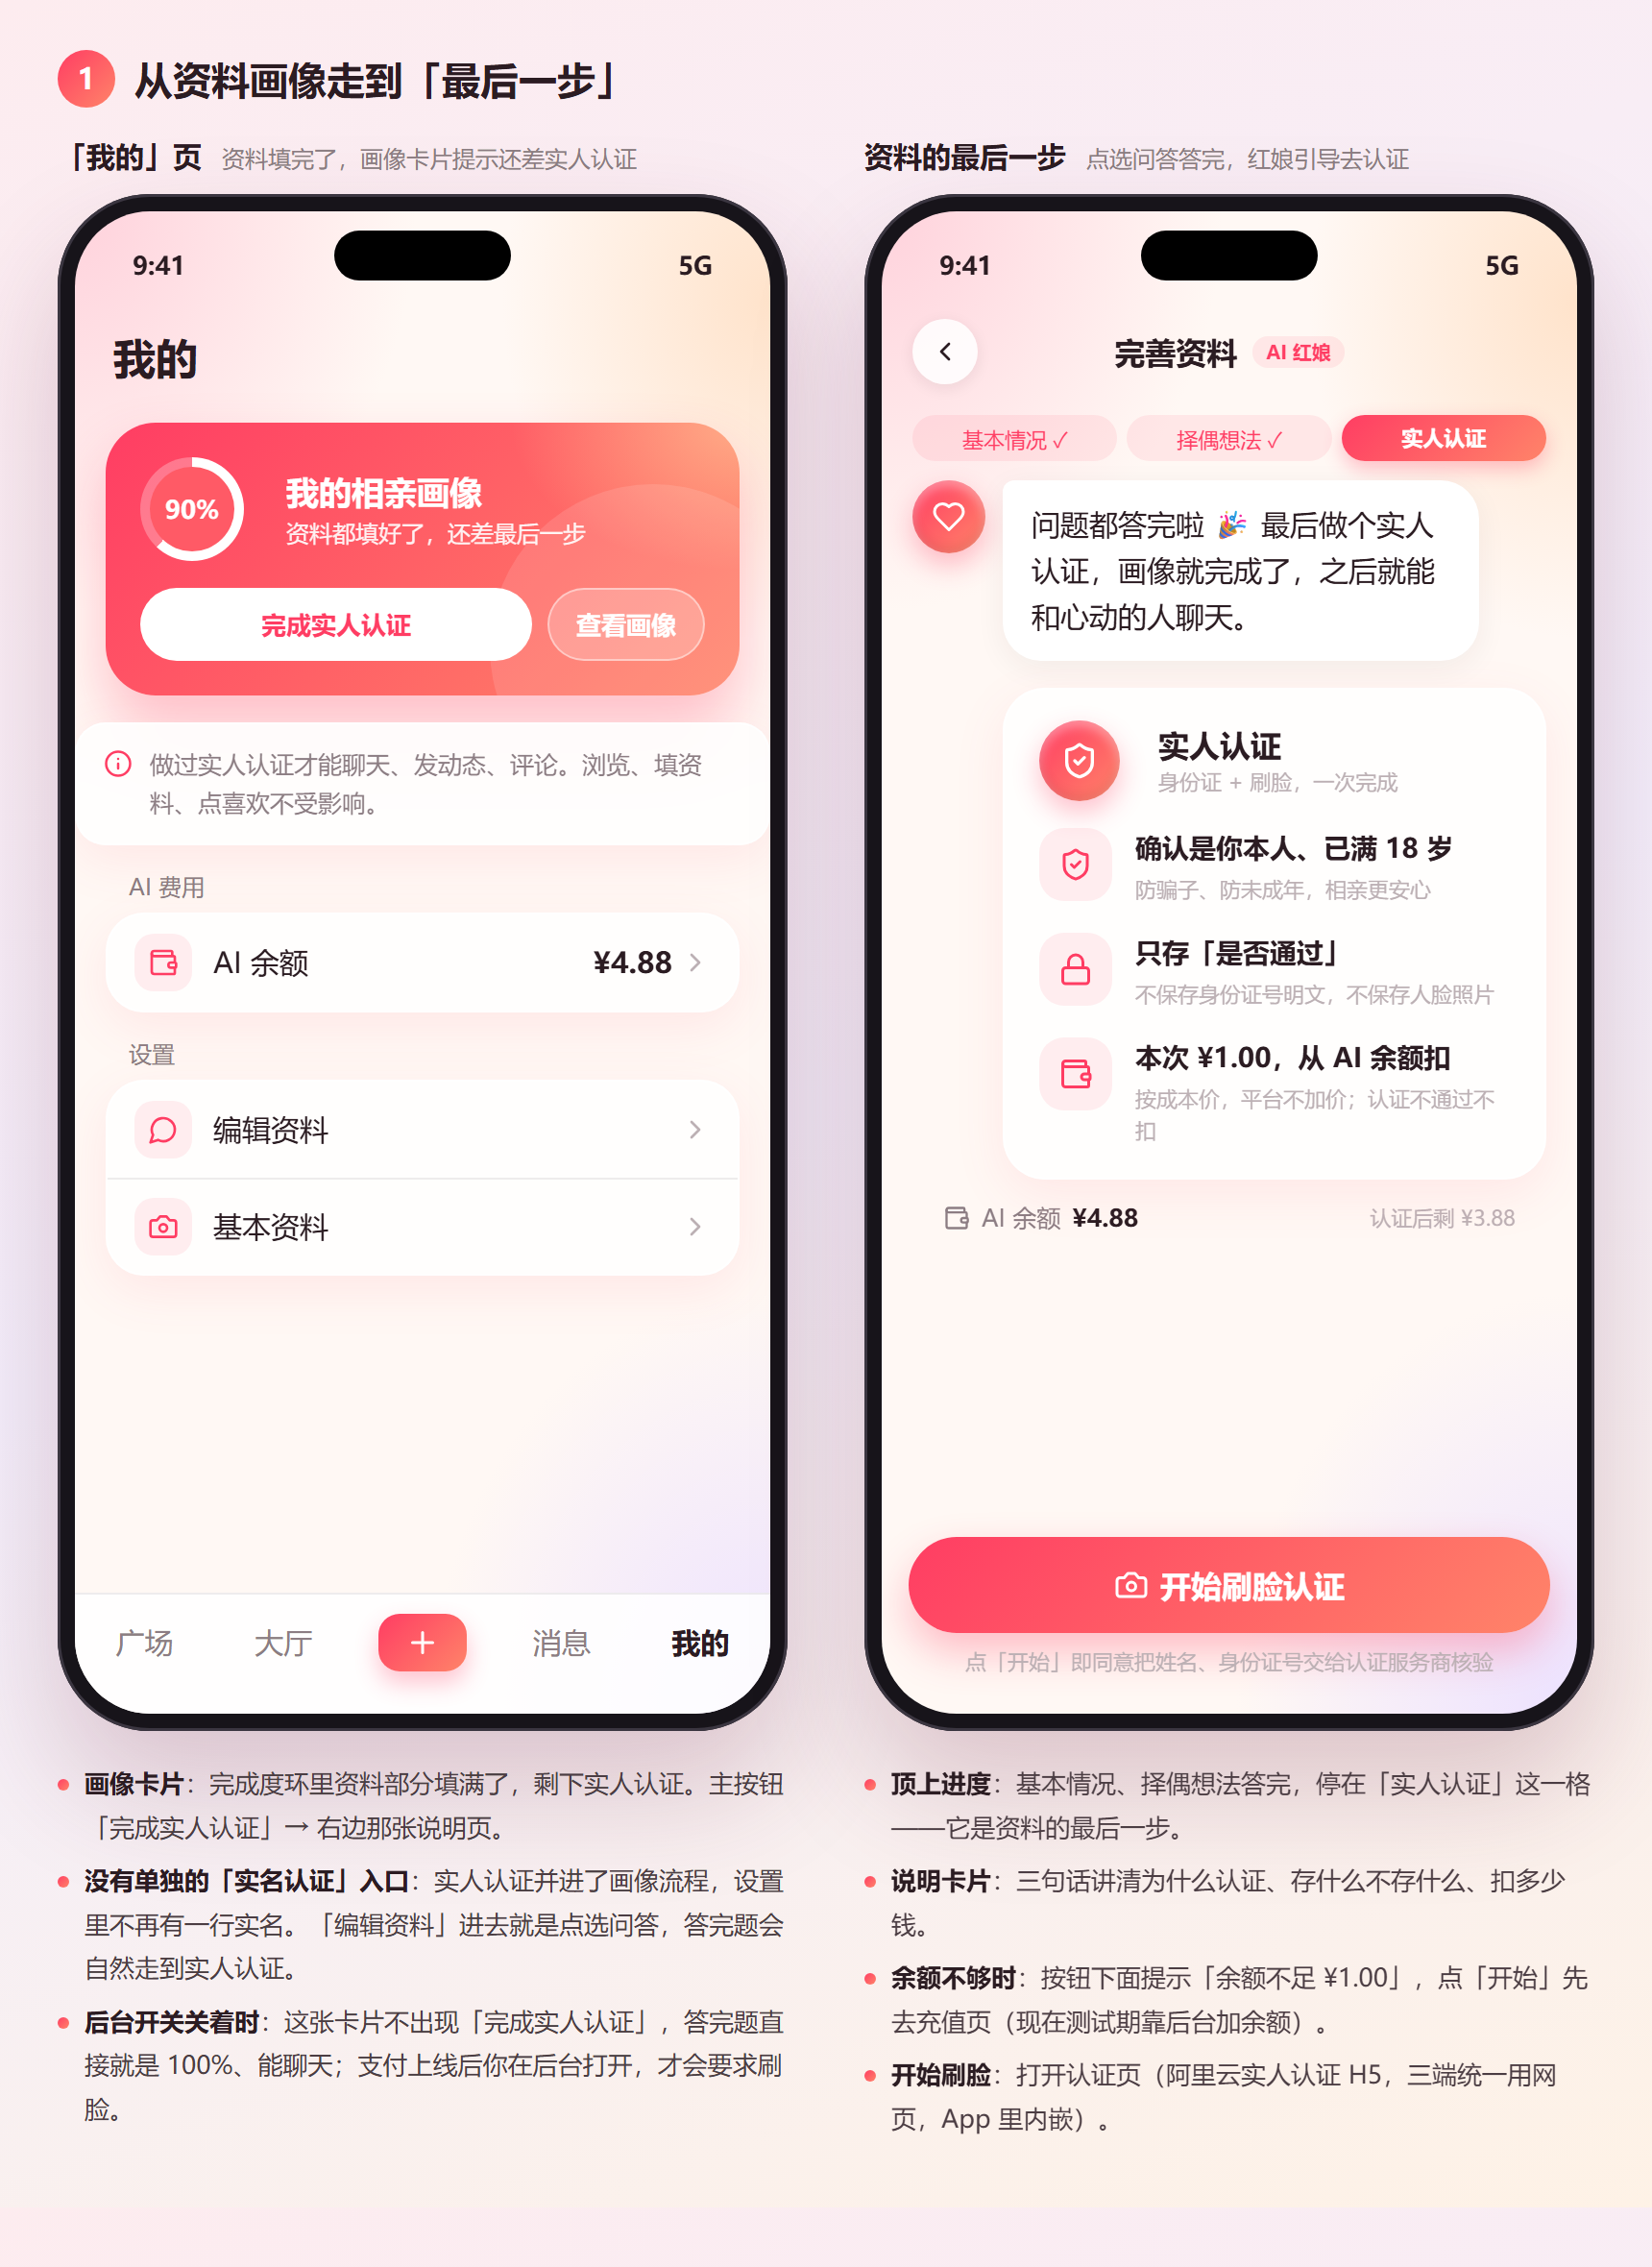 1 从资料画像走到「最后一步」
「我的」页 资料填完了，画像卡片提示还差实人认证
9:41 5G
我的
90%
我的相亲画像
资料都填好了，还差最后一步
完成实人认证 查看画像
做过实人认证才能聊天、发动态、评论。浏览、填资
料、点喜欢不受影响。
AI 费用
AI 余额 ¥4.88
设置
编辑资料
基本资料
广场 大厅 + 消息 我的
画像卡片：完成度环里资料部分填满了，剩下实人认证。主按钮
「完成实人认证」→ 右边那张说明页。
没有单独的「实名认证」入口：实人认证并进了画像流程，设置
里不再有一行实名。「编辑资料」进去就是点选问答，答完题会
自然走到实人认证。
后台开关关着时：这张卡片不出现「完成实人认证」，答完题直
接就是 100%、能聊天；支付上线后你在后台打开，才会要求刷
脸。
资料的最后一步 点选问答答完，红娘引导去认证
9:41 5G
完善资料 AI 红娘
基本情况 ✓ 择偶想法 ✓ 实人认证
问题都答完啦 🎉 最后做个实人
认证，画像就完成了，之后就能
和心动的人聊天。
实人认证
身份证 + 刷脸，一次完成
确认是你本人、已满 18 岁
防骗子、防未成年，相亲更安心
只存「是否通过」
不保存身份证号明文，不保存人脸照片
本次 ¥1.00，从 AI 余额扣
按成本价，平台不加价；认证不通过不
扣
AI 余额 ¥4.88 认证后剩 ¥3.88
开始刷脸认证
点「开始」即同意把姓名、身份证号交给认证服务商核验
顶上进度：基本情况、择偶想法答完，停在「实人认证」这一格
——它是资料的最后一步。
说明卡片：三句话讲清为什么认证、存什么不存什么、扣多少
钱。
余额不够时：按钮下面提示「余额不足 ¥1.00」，点「开始」先
去充值页（现在测试期靠后台加余额）。
开始刷脸：打开认证页（阿里云实人认证 H5，三端统一用网
页，App 里内嵌）。